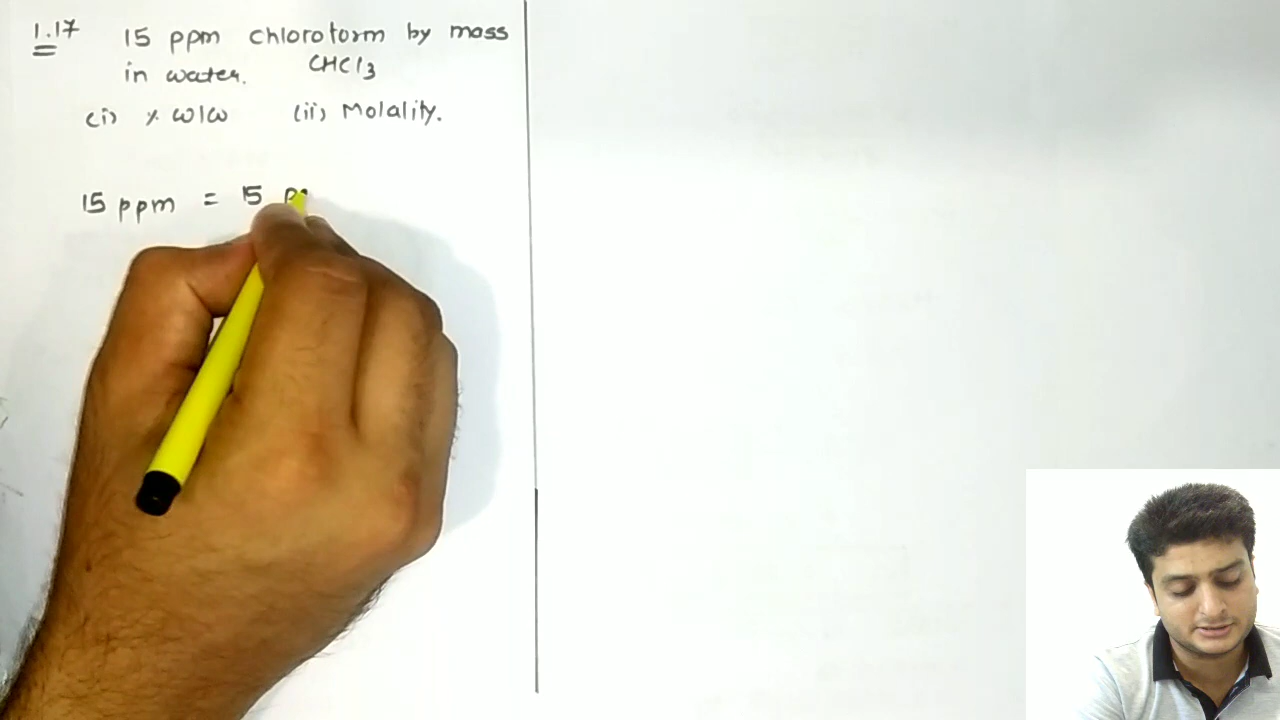 1.17 15 ppm chloroform by mass
in water. CHCl3
(i) % w/w (ii) Molality.
15 ppm = 15